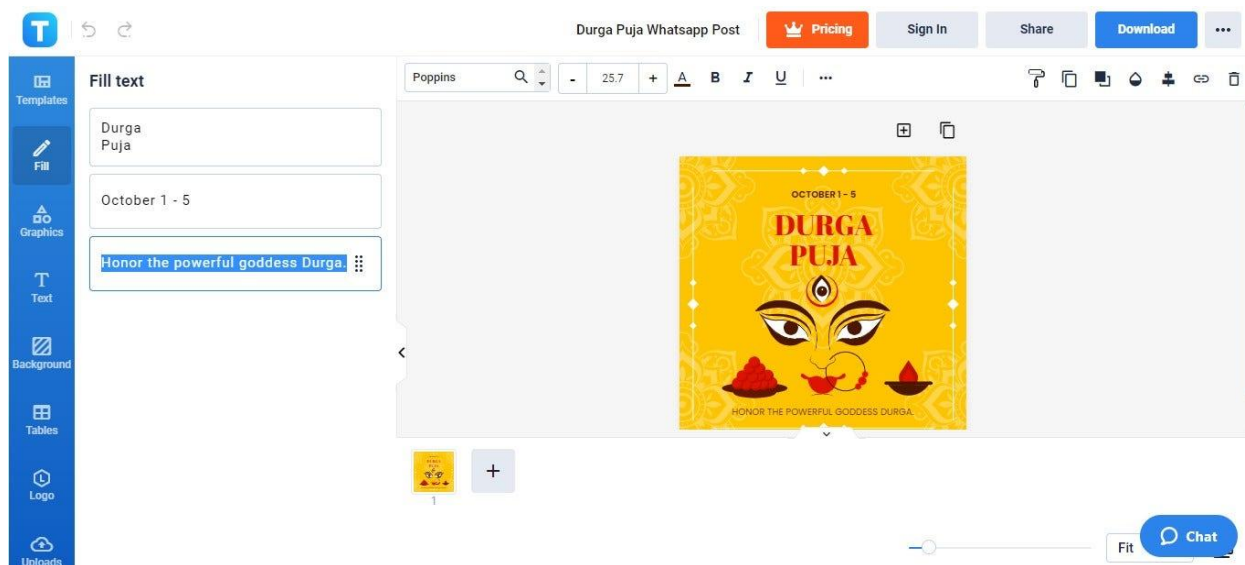 T
Durga Puja Whatsapp Post
Pricing
Sign In
Share
Download
Templates
Fill
Graphics
Text
Background
Tables
Logo
Uploads
Fill text
Durga
Puja
October 1 - 5
Honor the powerful goddess Durga.
Poppins
- 25.7 + A B I U
OCTOBER 1 - 5
DURGA
PUJA
HONOR THE POWERFUL GODDESS DURGA.
1
Fit
Chat